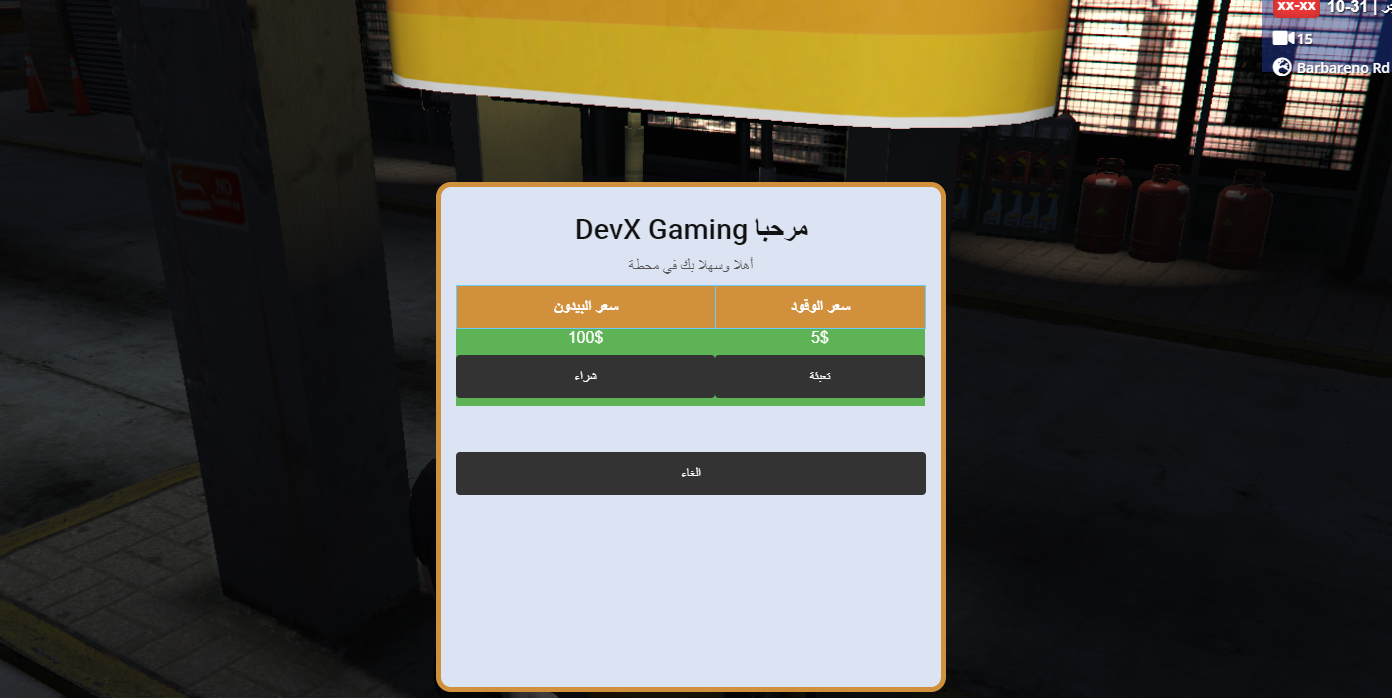 xx-xx 10-31 |
15
Barbareno Rd
NO
مرحبا DevX Gaming
أهلا وسهلا بك في محطة
سعر الوقود سعر البيدون
5$ 100$
تعبئة شراء
الغاء